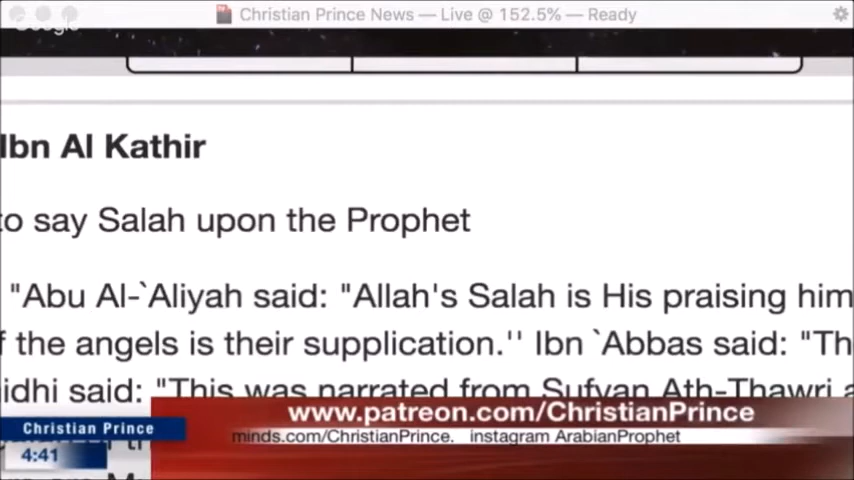 Christian Prince News — Live @ 152.5% — Ready
Google
Ibn Al Kathir
to say Salah upon the Prophet
"Abu Al-`Aliyah said: "Allah's Salah is His praising him
f the angels is their supplication.'' Ibn `Abbas said: "Th
idhi said: "This was narrated from Sufyan Ath-Thawri a
www.patreon.com/ChristianPrince
Christian Prince
minds.com/ChristianPrince. instagram ArabianProphet
4:41